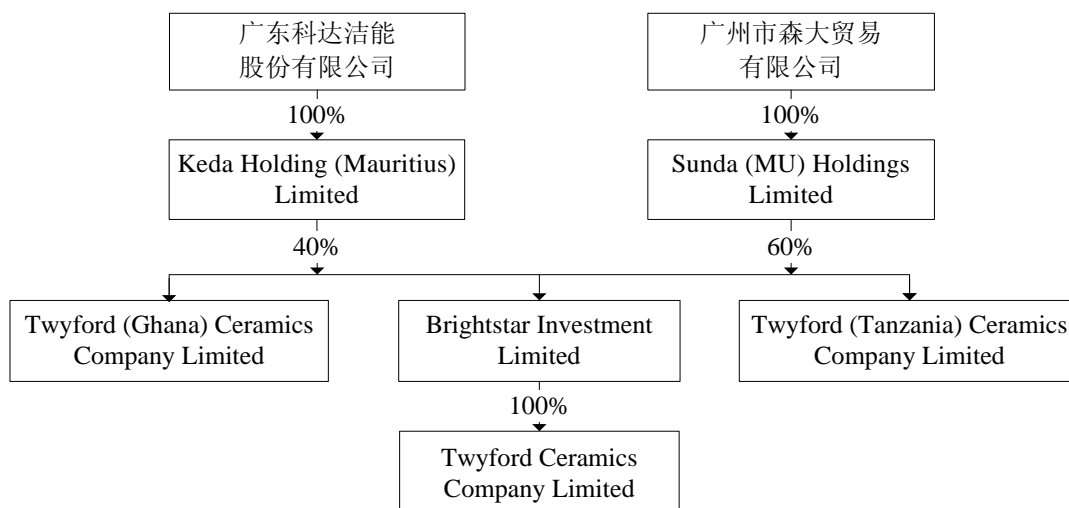 广东科达洁能
股份有限公司
广州市森大贸易
有限公司
100%
100%
Keda Holding (Mauritius)
Limited
Sunda (MU) Holdings
Limited
40%
60%
Twyford (Ghana) Ceramics
Company Limited
Brightstar Investment
Limited
Twyford (Tanzania) Ceramics
Company Limited
100%
Twyford Ceramics
Company Limited